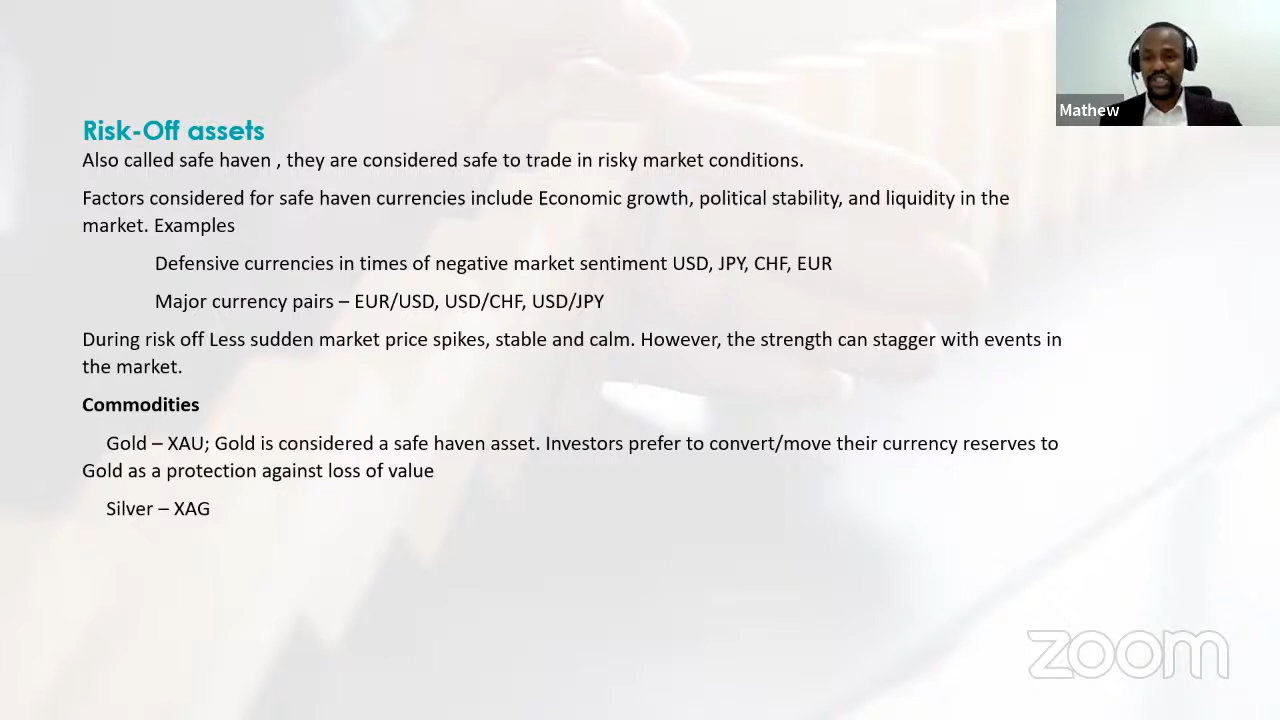 Mathew
Risk-Off assets
Also called safe haven , they are considered safe to trade in risky market conditions.
Factors considered for safe haven currencies include Economic growth, political stability, and liquidity in the
market. Examples
Defensive currencies in times of negative market sentiment USD, JPY, CHF, EUR
Major currency pairs – EUR/USD, USD/CHF, USD/JPY
During risk off Less sudden market price spikes, stable and calm. However, the strength can stagger with events in
the market.
Commodities
Gold – XAU; Gold is considered a safe haven asset. Investors prefer to convert/move their currency reserves to
Gold as a protection against loss of value
Silver – XAG
zoom